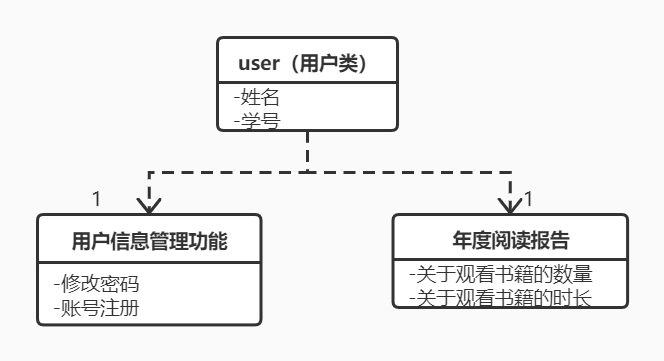 user（用户类）
-姓名
-学号
1
1
用户信息管理功能
-修改密码
-账号注册
年度阅读报告
-关于观看书籍的数量
-关于观看书籍的时长